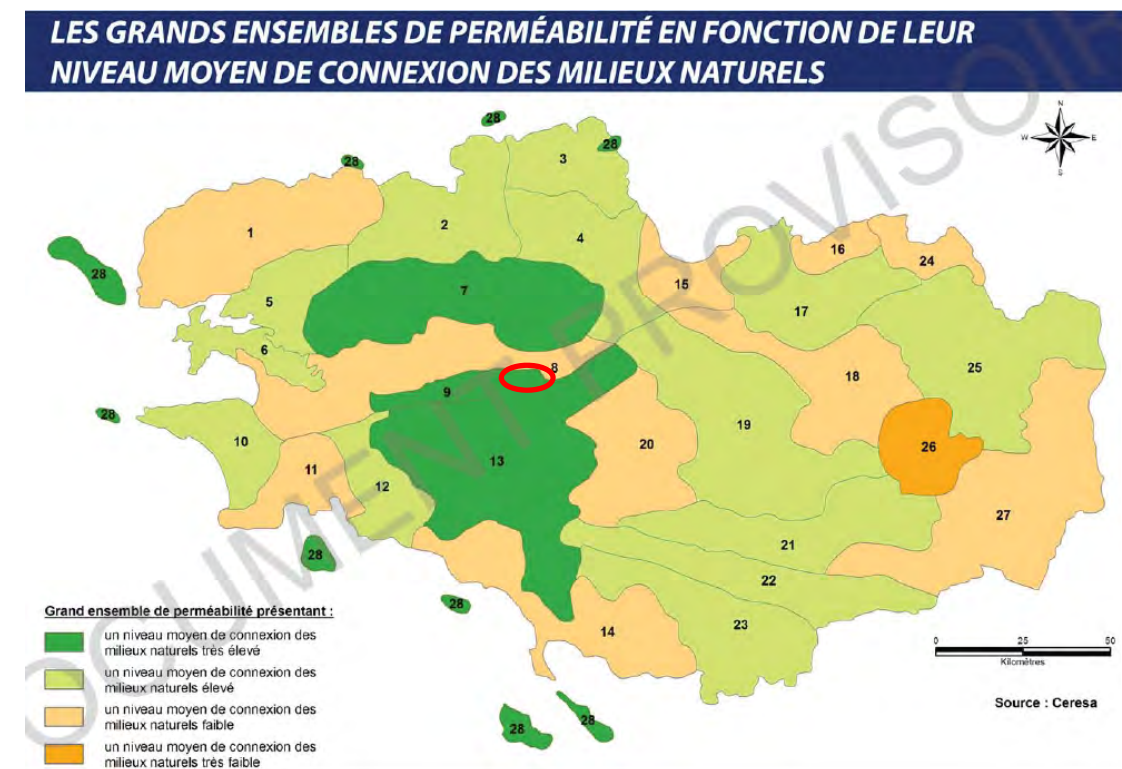 LES GRANDS ENSEMBLES DE PERMÉABILITÉ EN FONCTION DE LEUR
NIVEAU MOYEN DE CONNEXION DES MILIEUX NATURELS
DOCUMENT PROVISOIRE
N
W
E
S
28
28
28
3
1
2
4
16
24
28
7
15
17
5
6
8
18
25
9
28
10
19
20
26
11
13
12
27
21
28
22
28
14
23
28
28
Grand ensemble de perméabilité présentant :
un niveau moyen de connexion des
milieux naturels très élevé
un niveau moyen de connexion des
milieux naturels élevé
un niveau moyen de connexion des
milieux naturels faible
un niveau moyen de connexion des
milieux naturels très faible
0 25 50
Kilomètres
Source : Ceresa